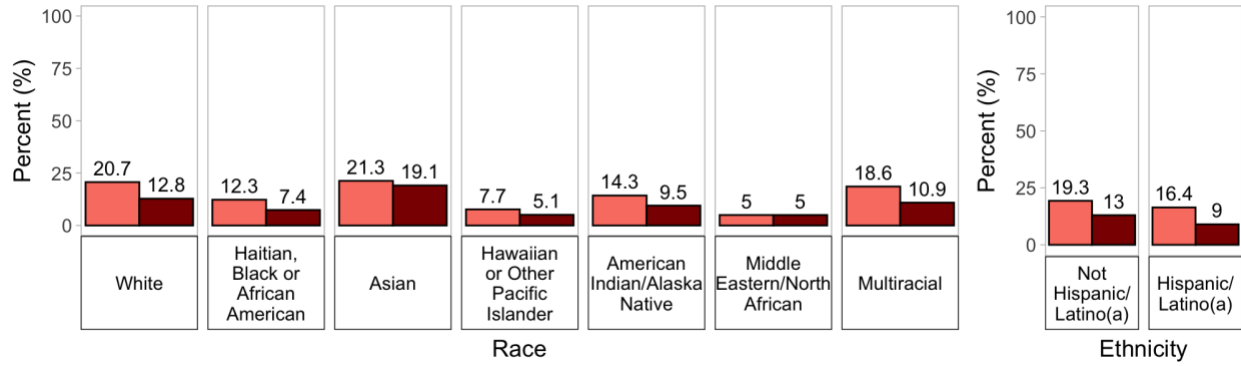 Percent (%)
100
75
50
25
0
20.7
12.8
12.3
7.4
21.3
19.1
7.7
5.1
14.3
9.5
5
5
18.6
10.9
White
Haitian,
Black or
African
American
Asian
Hawaiian
or Other
Pacific
Islander
American
Indian/Alaska
Native
Middle
Eastern/North
African
Multiracial
Race
Percent (%)
100
75
50
25
0
19.3
13
16.4
9
Not
Hispanic/
Latino(a)
Hispanic/
Latino(a)
Ethnicity